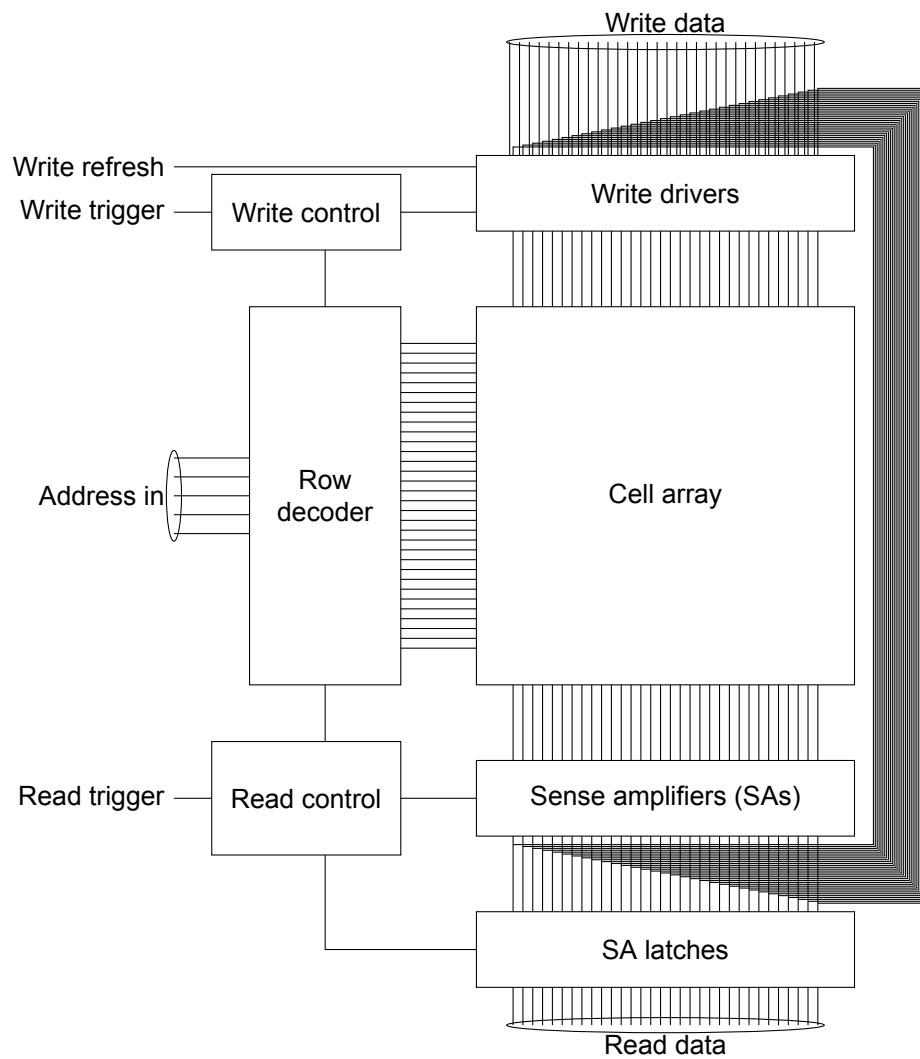 Write data
Write refresh
Write drivers
Write trigger
Write control
Address in
Row
decoder
Cell array
Read trigger
Read control
Sense amplifiers (SAs)
SA latches
Read data